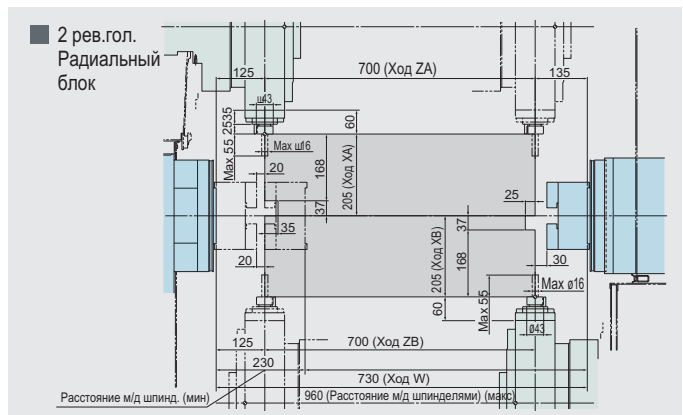 2 рев.гол.
Радиальный
блок
125
700 (Ход ZA)
135
ш43
2535
60
Max ш16
Max 55
20
168
205 (Ход XA)
37
25
35
20
37
205 (Ход XB)
168
30
Max 55
Max ø16
60
ø43
125
700 (Ход ZB)
230
730 (Ход W)
Расстояние м/д шпинд. (мин)
960 (Расстояние м/д шпинделями) (макс)